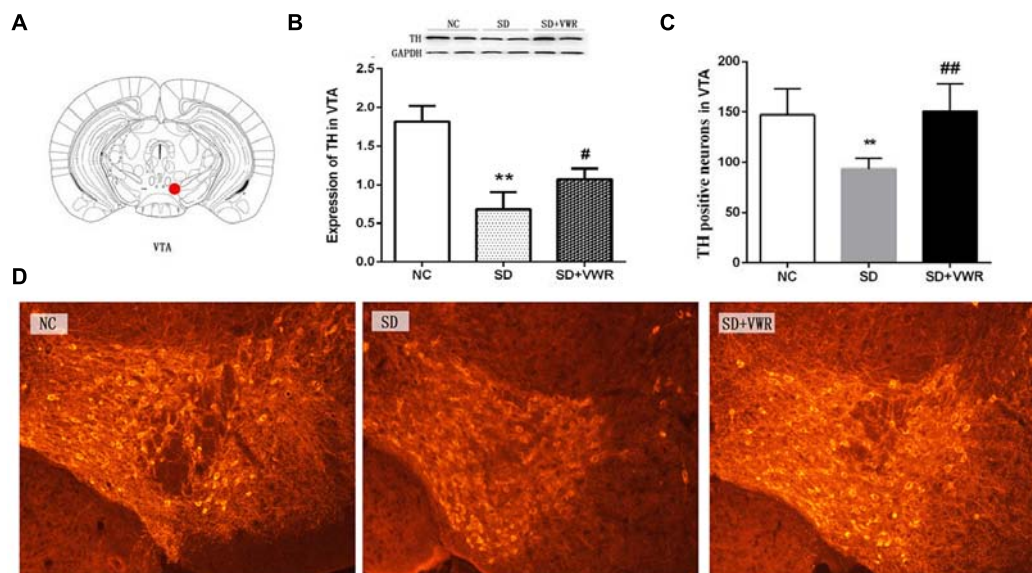 A
VTA
B
NC SD SD+VWR
TH
GAPDH
Expression of TH in VTA
2.5
2.0
1.5
1.0
0.5
0.0
**
#
NC SD SD+VWR
C
TH positive neurons in VTA
200
150
100
50
0
**
##
NC SD SD+VWR
D
NC
SD
SD+VWR